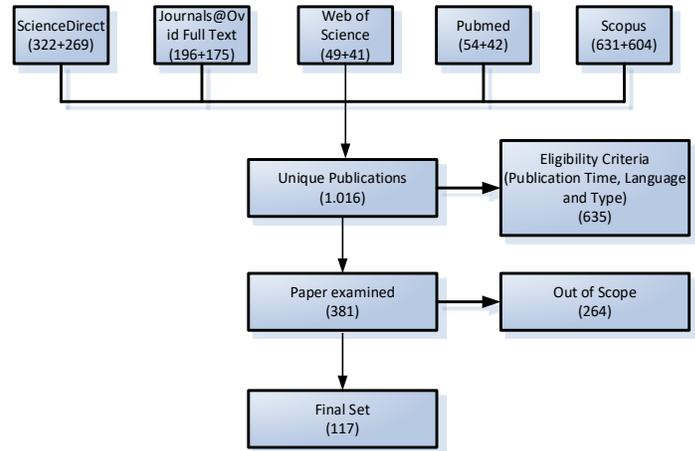 ScienceDirect
(322+269)
Journals@Ov
id Full Text
(196+175)
Web of
Science
(49+41)
Pubmed
(54+42)
Scopus
(631+604)
Unique Publications
(1.016)
Eligibility Criteria
(Publication Time, Language
and Type)
(635)
Paper examined
(381)
Out of Scope
(264)
Final Set
(117)